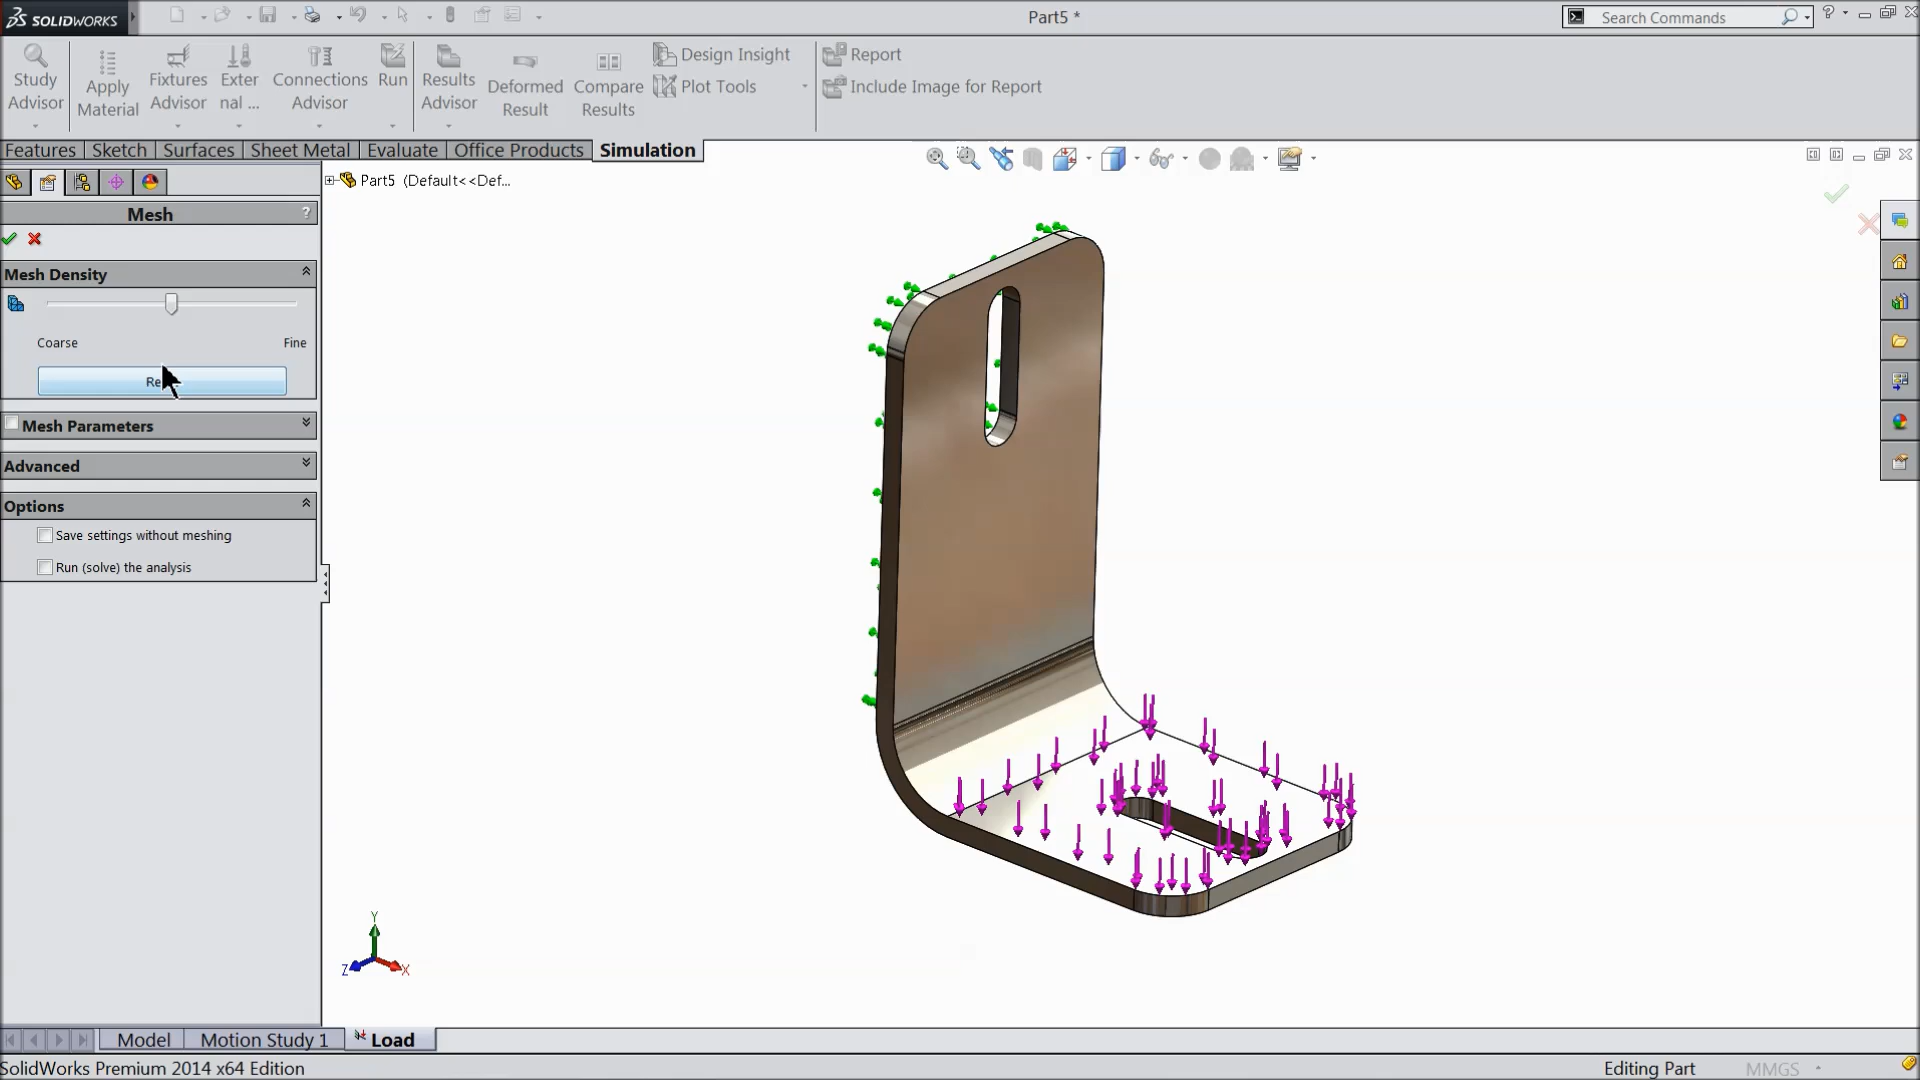 SOLIDWORKS
Part5 *
Search Commands
Study Advisor
Apply Material
Fixtures Advisor
Exter nal ...
Connections Advisor
Run
Results Advisor
Deformed Result
Compare Results
Design Insight
Plot Tools
Report
Include Image for Report
Features
Sketch
Surfaces
Sheet Metal
Evaluate
Office Products
Simulation
Part5 (Default<<Def...
Mesh
?
Mesh Density
Coarse
Fine
Mesh Parameters
Advanced
Options
Save settings without meshing
Run (solve) the analysis
Y
Z
X
Model
Motion Study 1
Load
SolidWorks Premium 2014 x64 Edition
Editing Part
MMGS